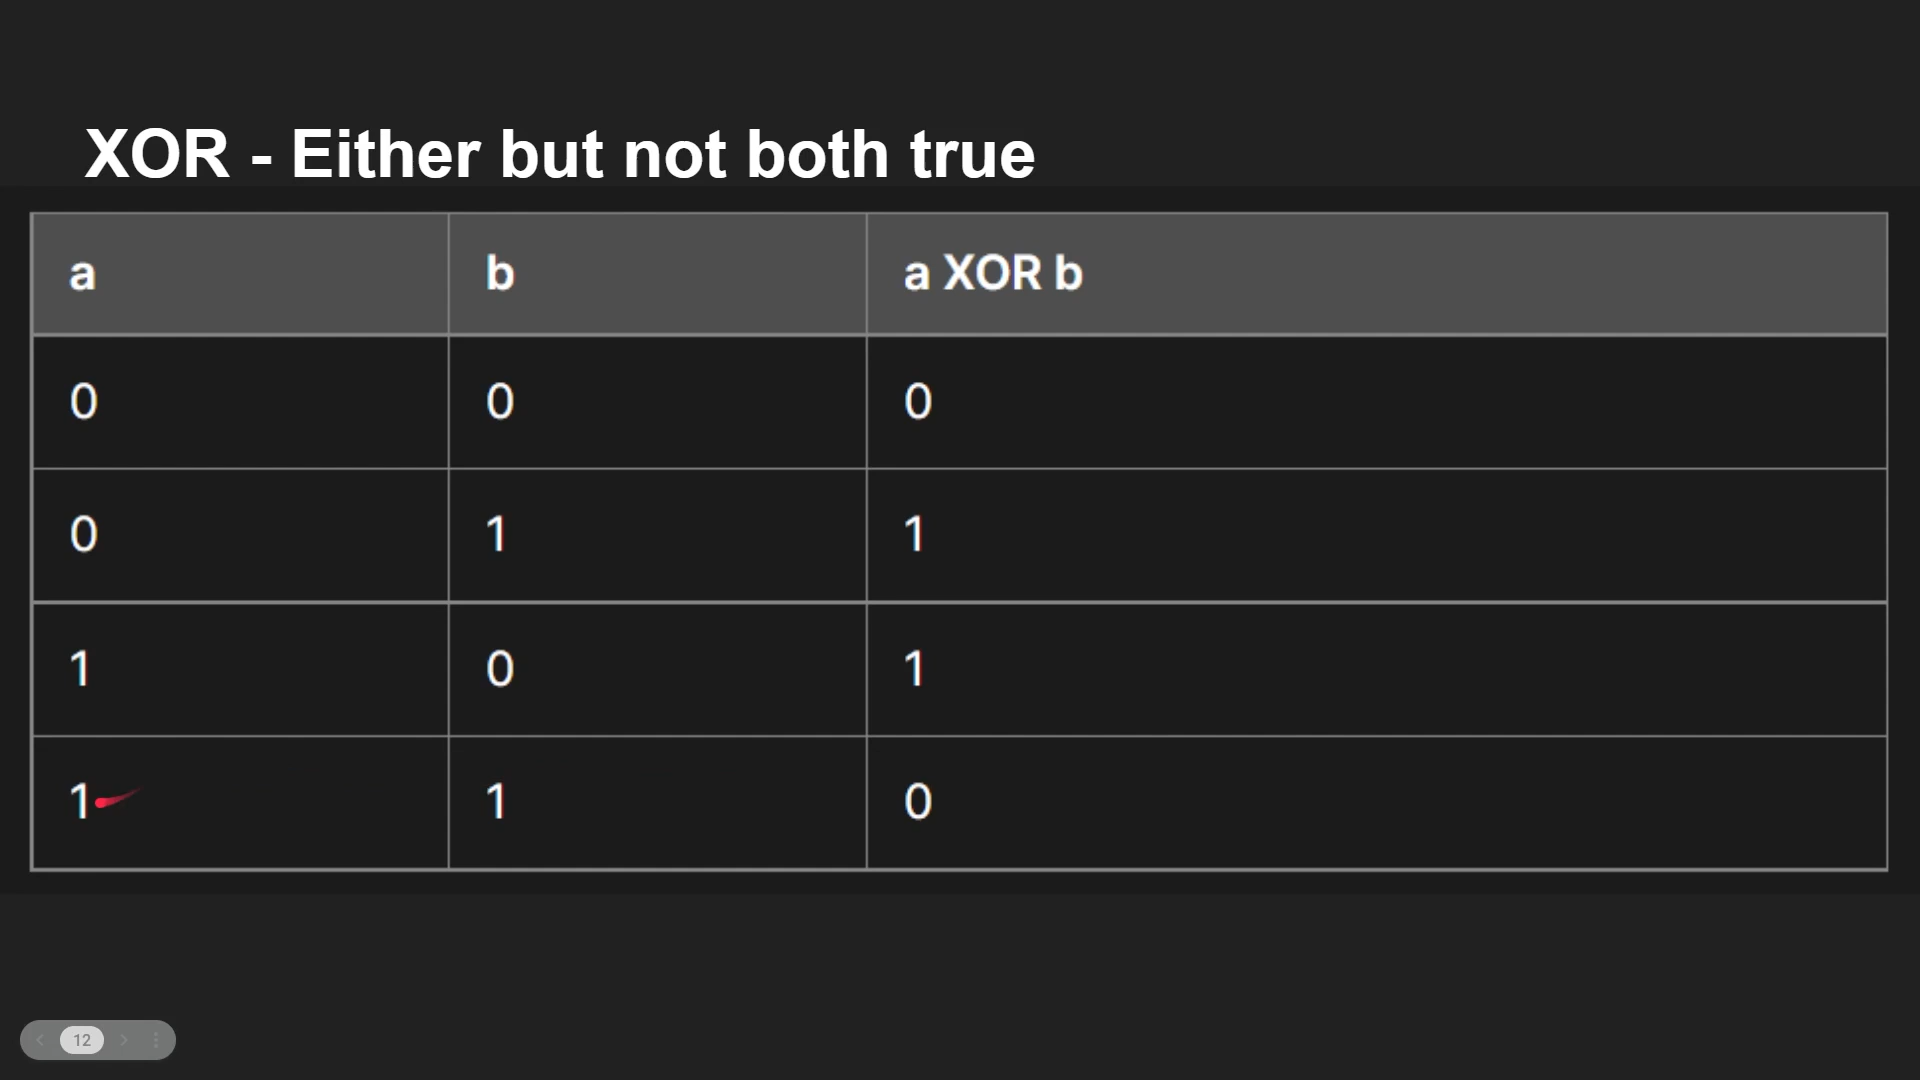 XOR - Either but not both true
a b a XOR b
0 0 0
0 1 1
1 0 1
1 1 0
12